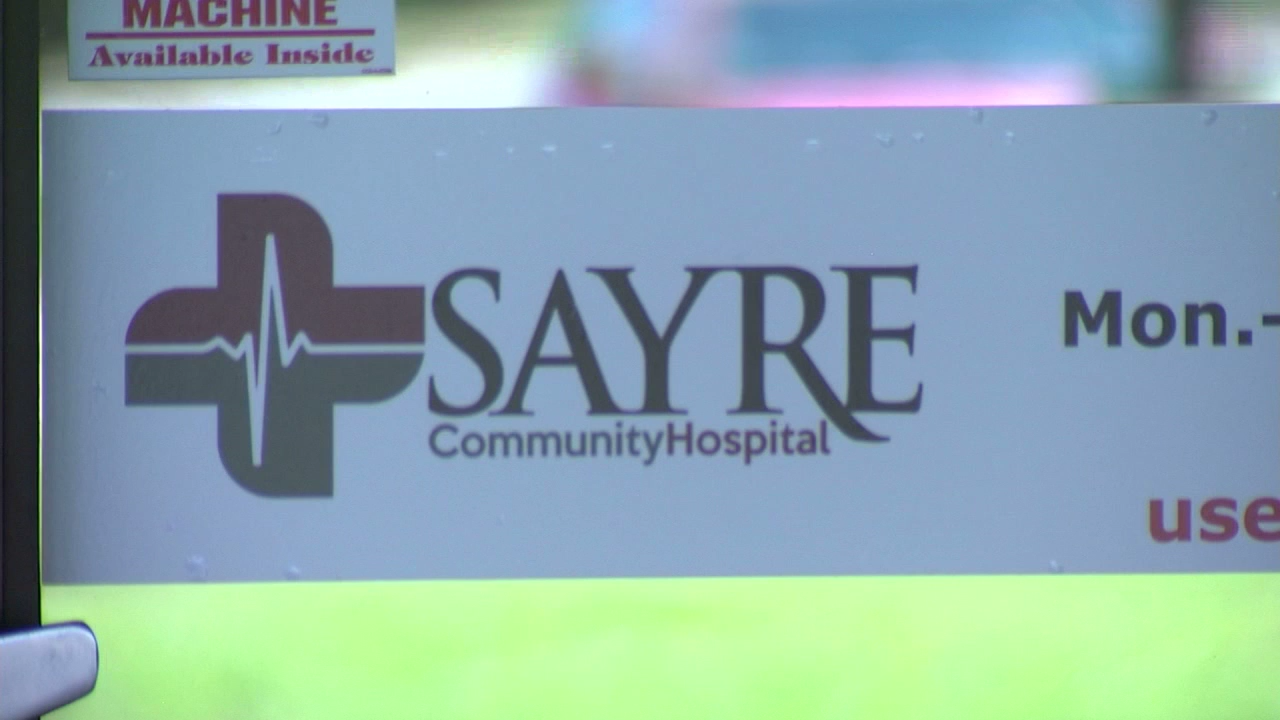 MACHINE
Available Inside
SAYRE
CommunityHospital
Mon.-
use